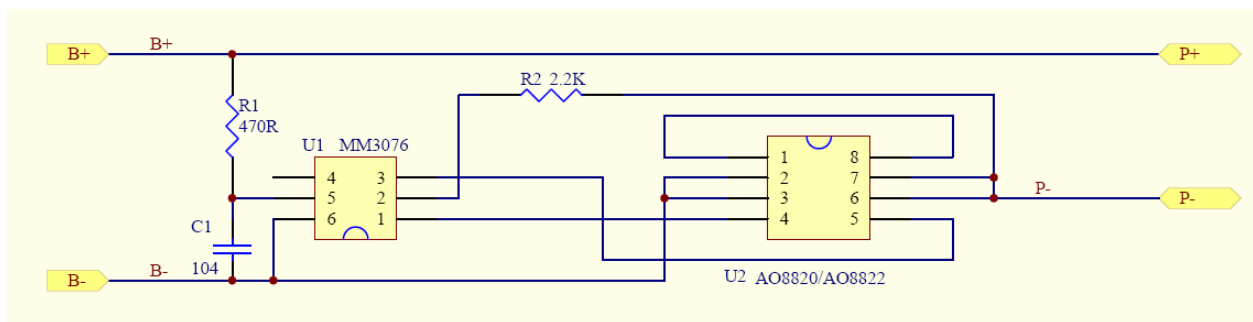 B+
B+
P+
R2 2.2K
R1
470R
U1 MM3076
1
8
4
3
2
7
5
2
3
6
P-
P-
6
1
4
5
C1
104
B-
B-
U2 AO8820/AO8822